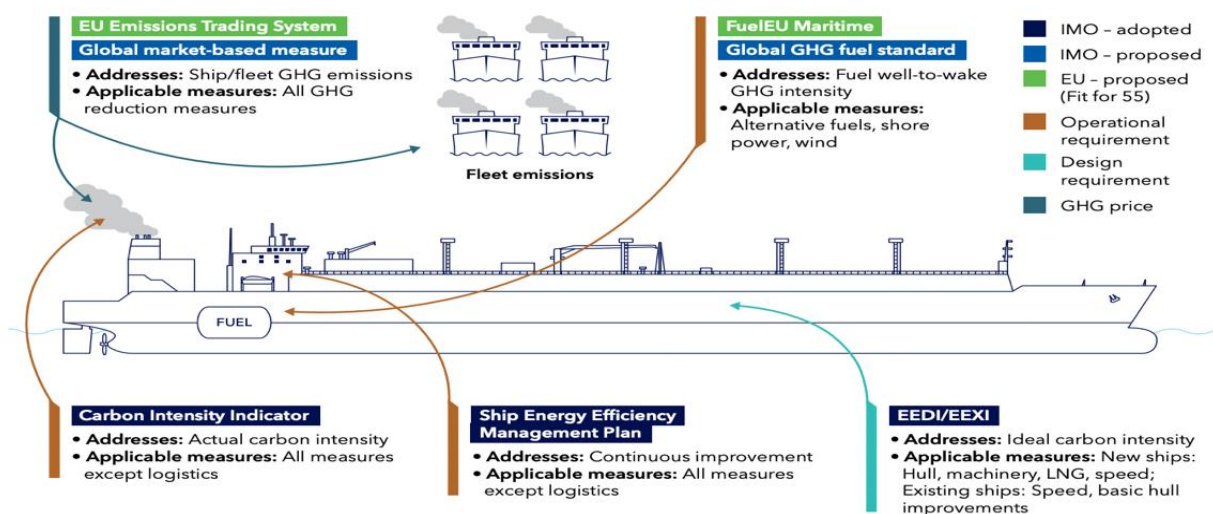 EU Emissions Trading System
Global market-based measure
• Addresses: Ship/fleet GHG emissions
• Applicable measures: All GHG
reduction measures
Fleet emissions
FuelEU Maritime
Global GHG fuel standard
• Addresses: Fuel well-to-wake
GHG intensity
• Applicable measures:
Alternative fuels, shore
power, wind
IMO – adopted
IMO – proposed
EU – proposed
(Fit for 55)
Operational
requirement
Design
requirement
GHG price
FUEL
Carbon Intensity Indicator
• Addresses: Actual carbon intensity
• Applicable measures: All measures
except logistics
Ship Energy Efficiency
Management Plan
• Addresses: Continuous improvement
• Applicable measures: All measures
except logistics
EEDI/EEXI
• Addresses: Ideal carbon intensity
• Applicable measures: New ships:
Hull, machinery, LNG, speed;
Existing ships: Speed, basic hull
improvements